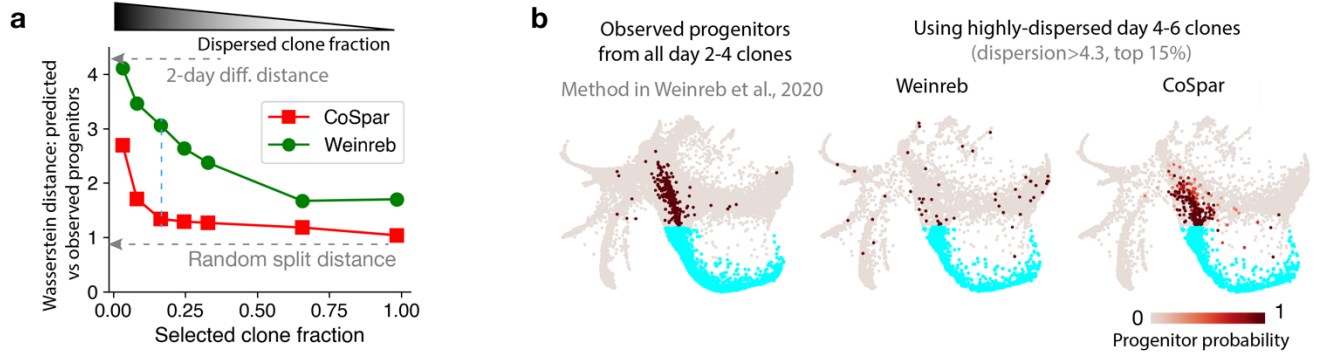 a
Dispersed clone fraction
2-day diff. distance
CoSpar
Weinreb
Random split distance
Wasserstein distance: predicted
vs observed progenitors
4
3
2
1
0
0.00 0.25 0.50 0.75 1.00
Selected clone fraction
b
Observed progenitors
from all day 2-4 clones
Method in Weinreb et al., 2020
Using highly-dispersed day 4-6 clones
(dispersion>4.3, top 15%)
Weinreb
CoSpar
0 1
Progenitor probability